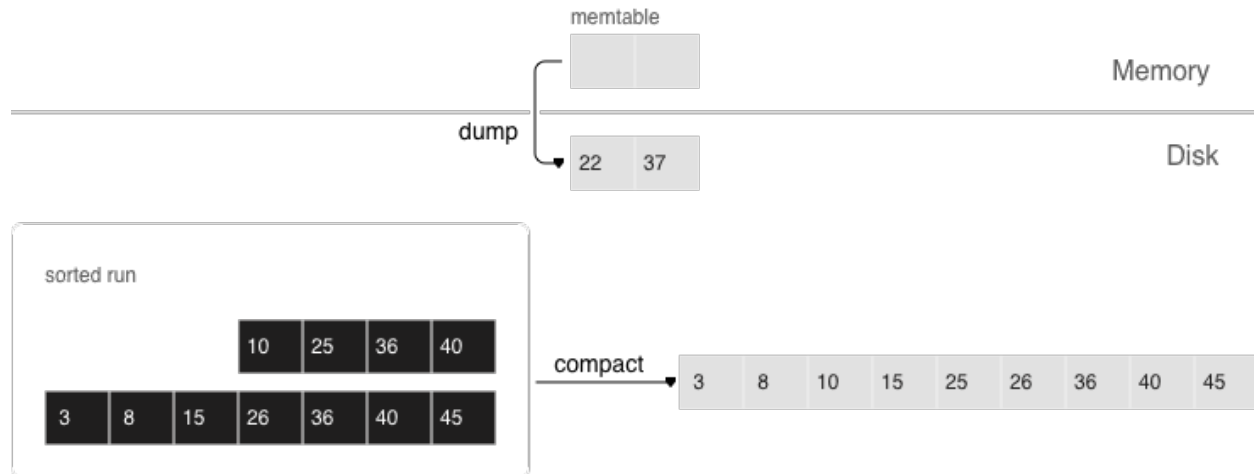 memtable
Memory
dump
22 37
Disk
sorted run
10 25 36 40
compact
3 8 10 15 25 26 36 40 45
3 8 15 26 36 40 45